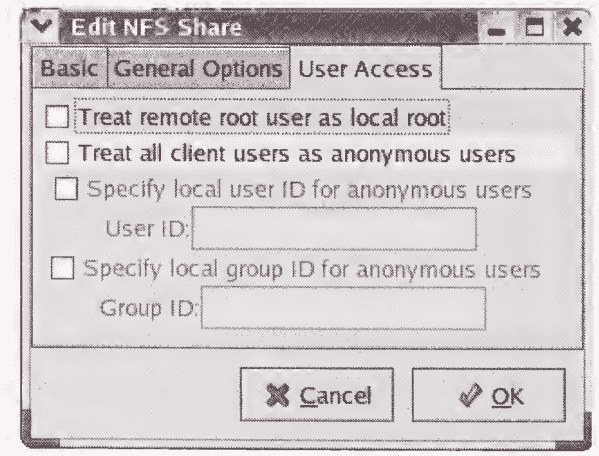 Edit NFS Share
Basic General Options User Access
Treat remote root user as local root
Treat all client users as anonymous users
Specify local user ID for anonymous users
User ID:
Specify local group ID for anonymous users
Group ID:
Cancel OK